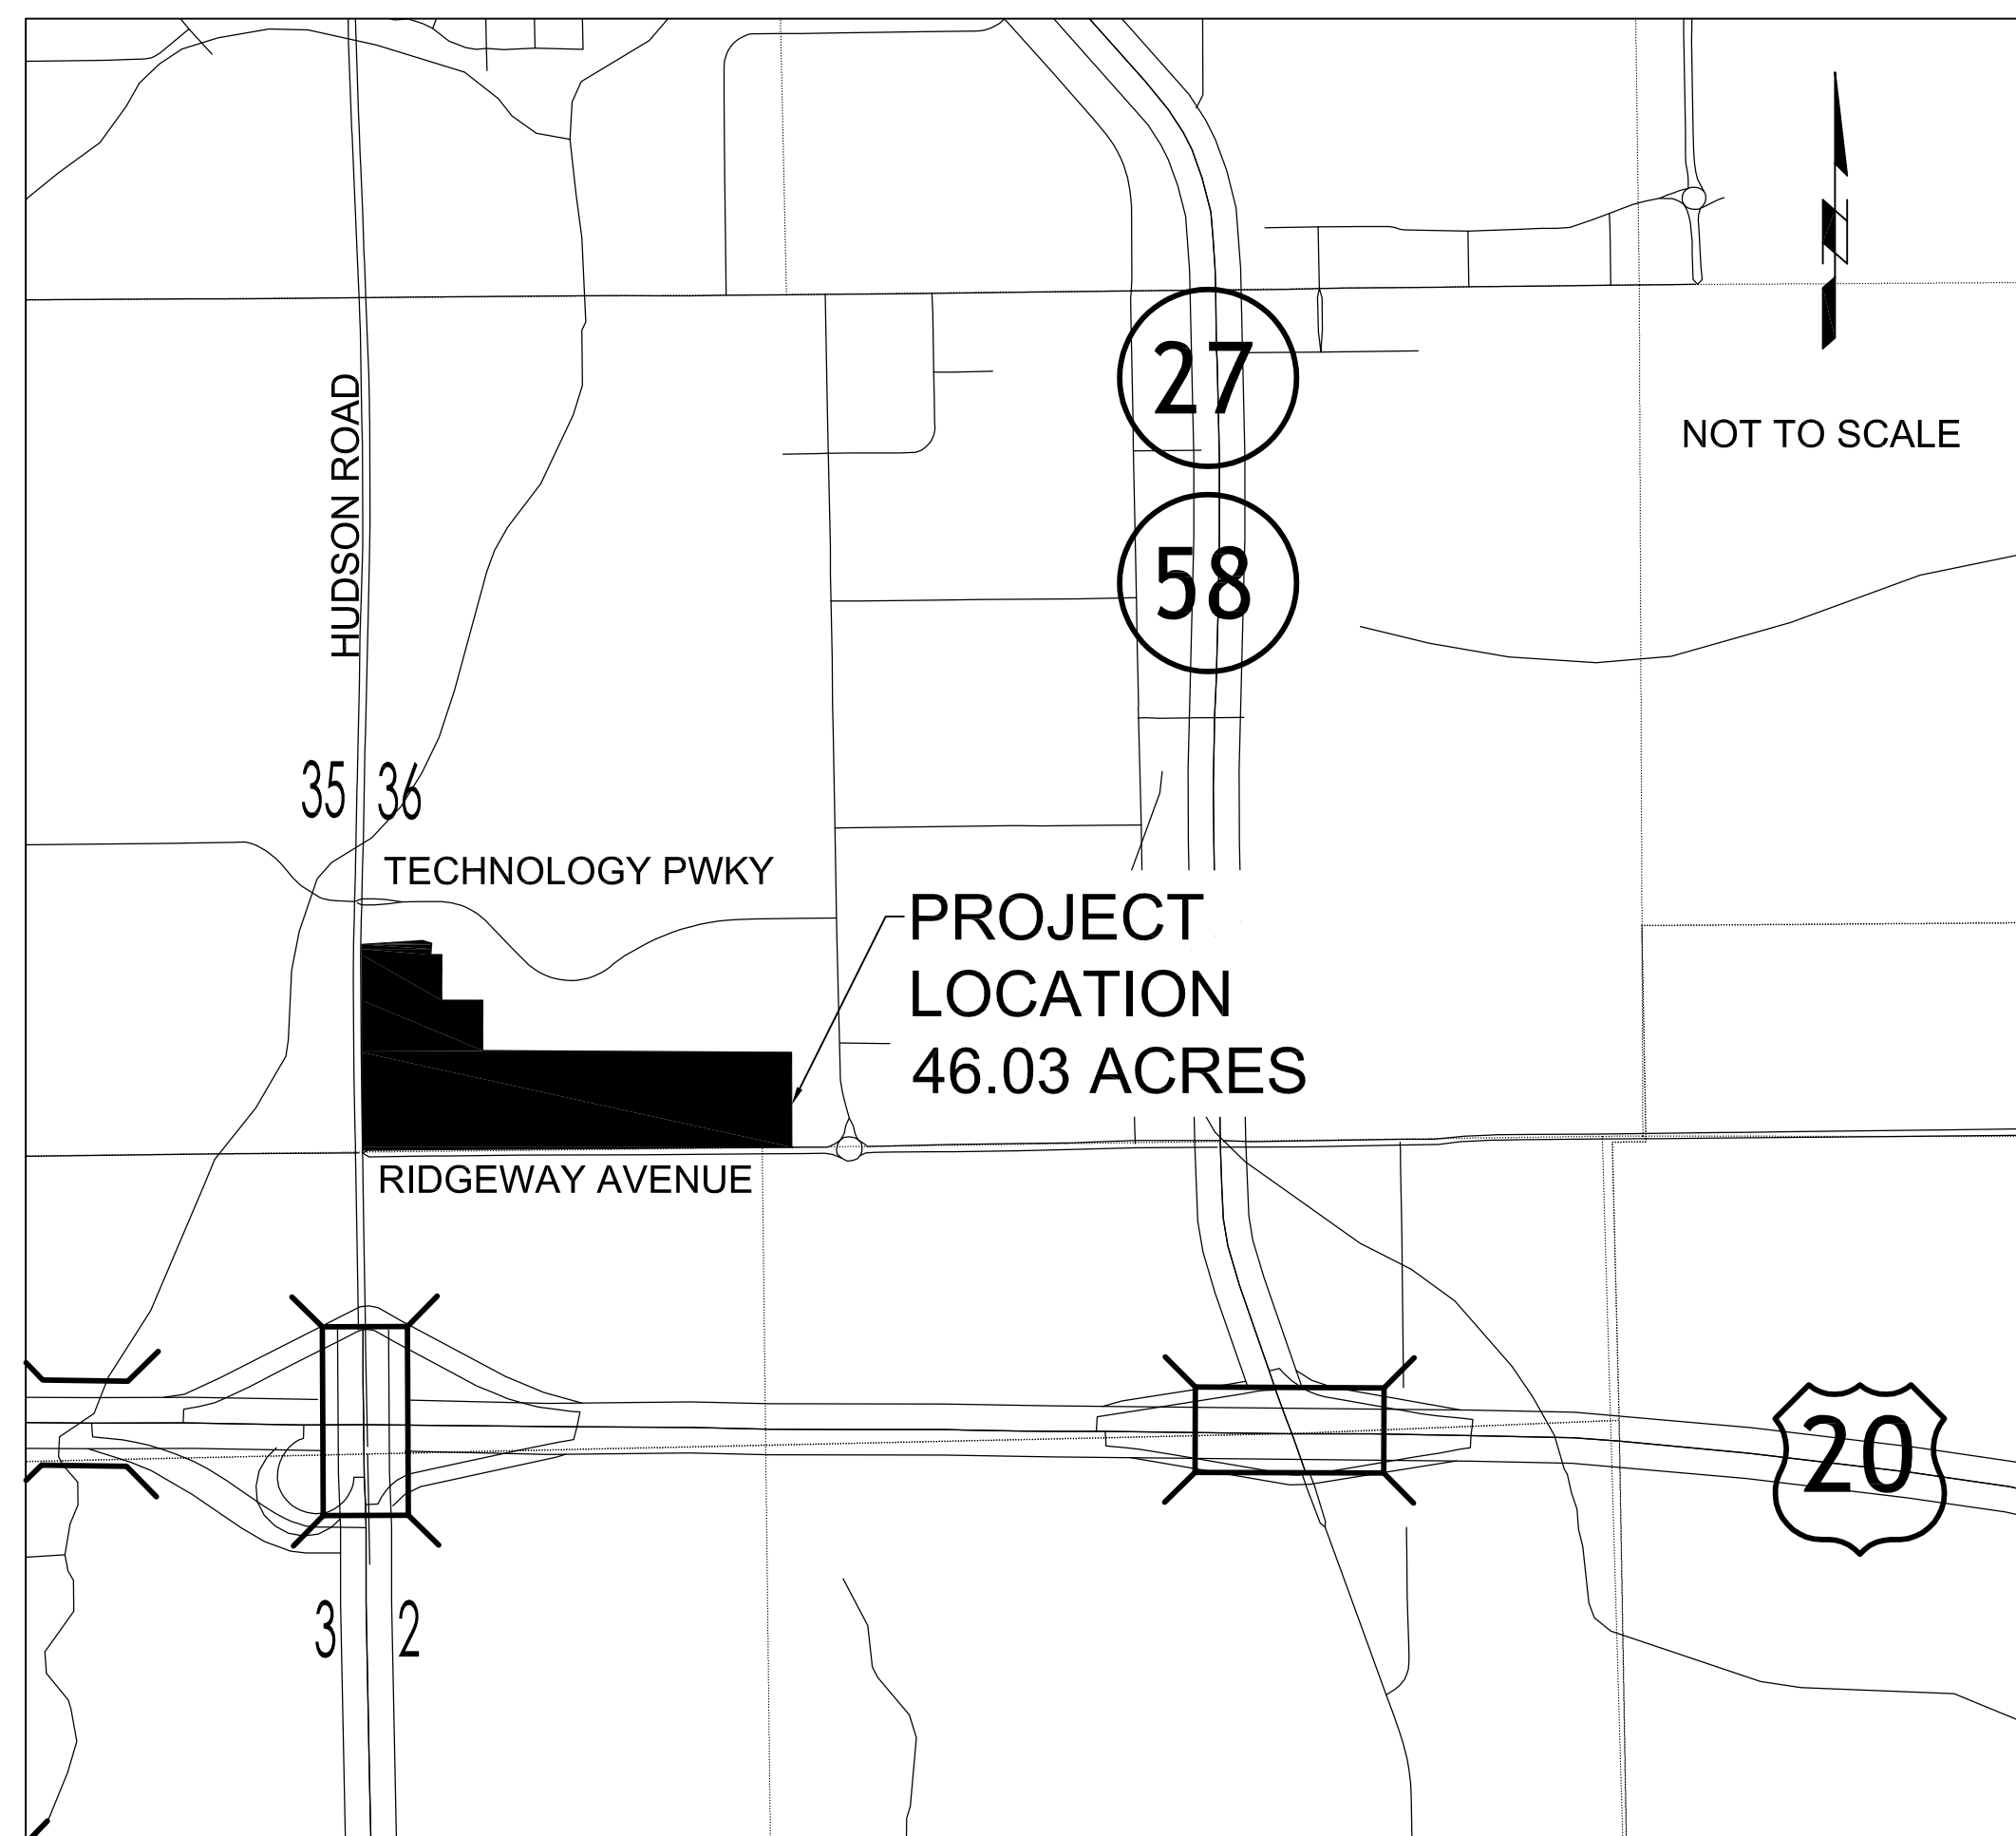 27
NOT TO SCALE
HUDSON ROAD
58
35 36
TECHNOLOGY PWKY
PROJECT
LOCATION
46.03 ACRES
RIDGEWAY AVENUE
20
3 2
N